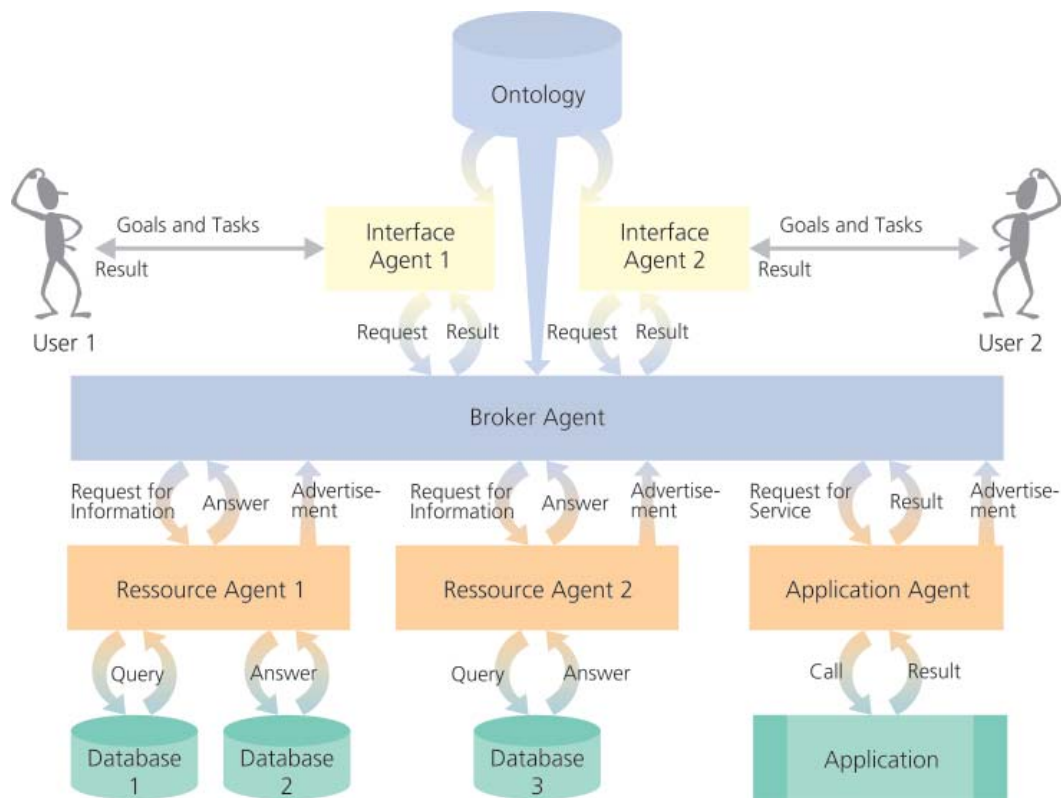 Ontology
Goals and Tasks
Result
User 1
Interface
Agent 1
Interface
Agent 2
Goals and Tasks
Result
User 2
Request
Result
Request
Result
Broker Agent
Request for
Information
Answer
Advertise-
ment
Request for
Information
Answer
Advertise-
ment
Request for
Service
Result
Advertise-
ment
Ressource Agent 1
Ressource Agent 2
Application Agent
Query
Answer
Query
Answer
Call
Result
Database
1
Database
2
Database
3
Application